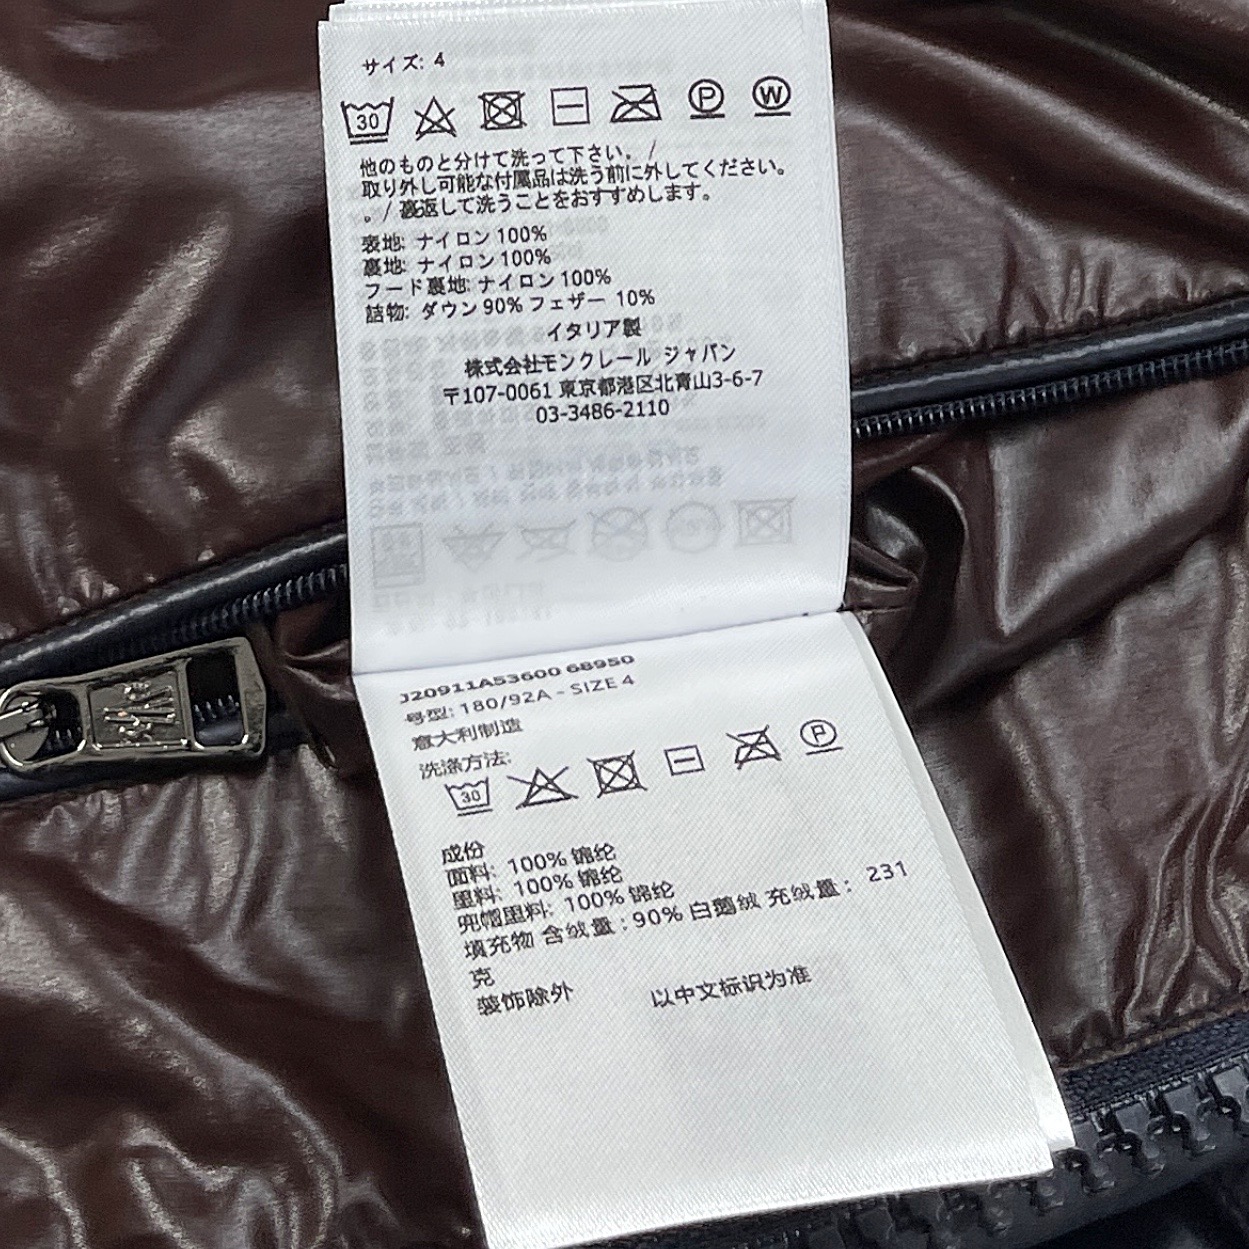 サイズ: 4
30
P
W
他のものと分けて洗って下さい。/
取り外し可能な付属品は洗う前に外してください。
。/ 裏返して洗うことをおすすめします。
表地: ナイロン 100%
裏地: ナイロン 100%
フード裏地: ナイロン 100%
詰物: ダウン 90% フェザー 10%
イタリア製
株式会社モンクレール ジャパン
〒107-0061 東京都港区北青山3-6-7
03-3486-2110
J20911A53600 68950
号型: 180/92A - SIZE 4
意大利制造
洗涤方法:
30
P
成份
面料: 100% 锦纶
里料: 100% 锦纶
兜帽里料: 100% 锦纶
填充物 含绒量 : 90% 白鹅绒 充绒量 : 231
克
装饰除外
以中文标识为准